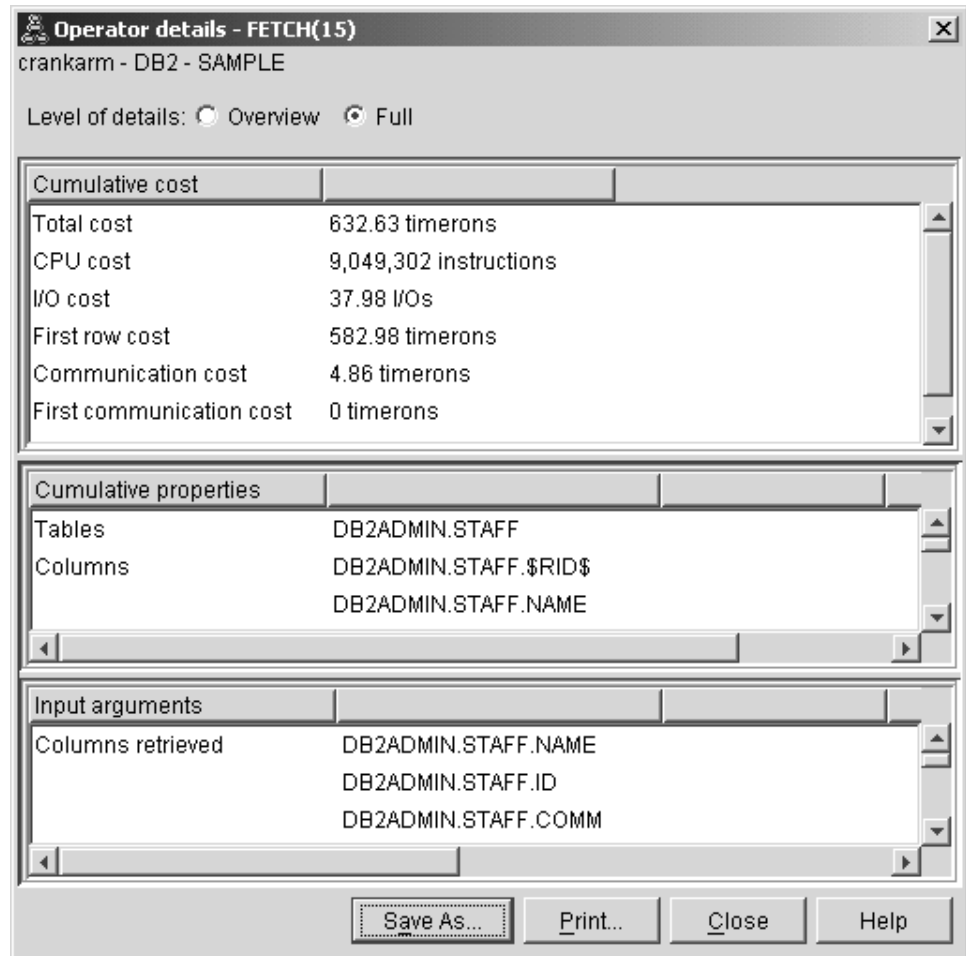 Operator details - FETCH(15)
crankarm - DB2 - SAMPLE
Level of details: Overview Full
Cumulative cost
Total cost 632.63 timerons
CPU cost 9,049,302 instructions
I/O cost 37.98 I/Os
First row cost 582.98 timerons
Communication cost 4.86 timerons
First communication cost 0 timerons
Cumulative properties
Tables DB2ADMIN.STAFF
Columns DB2ADMIN.STAFF.$RID$
DB2ADMIN.STAFF.NAME
Input arguments
Columns retrieved DB2ADMIN.STAFF.NAME
DB2ADMIN.STAFF.ID
DB2ADMIN.STAFF.COMM
Save As... Print... Close Help